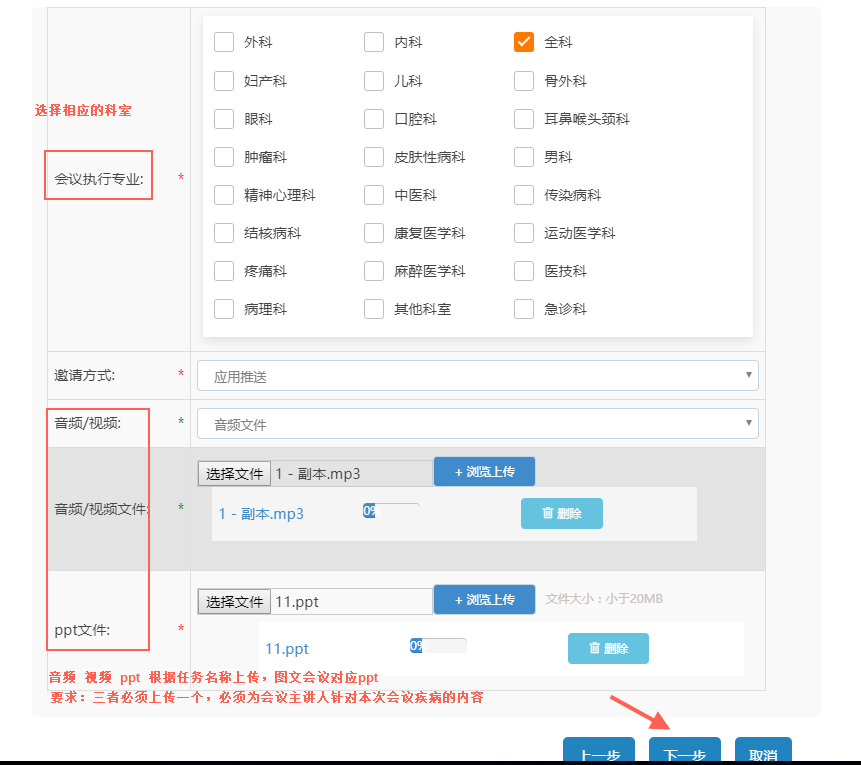 外科 内科 全科
妇产科 儿科 骨外科
选择相应的科室
眼科 口腔科 耳鼻喉头颈科
肿瘤科 皮肤性病科 男科
会议执行专业: *
精神心理科 中医科 传染病科
结核病科 康复医学科 运动医学科
疼痛科 麻醉医学科 医技科
病理科 其他科室 急诊科
邀请方式: * 应用推送
音频/视频: * 音频文件
选择文件 1 - 副本.mp3 + 浏览上传
音频/视频文件: *
1 - 副本.mp3 0% 删除
选择文件 11.ppt + 浏览上传 文件大小：小于20MB
ppt文件: *
11.ppt 0% 删除
音频 视频 ppt 根据任务名称上传，图文会议对应ppt
要求：三者必须上传一个，必须为会议主讲人针对本次会议疾病的内容
上一步 下一步 取消